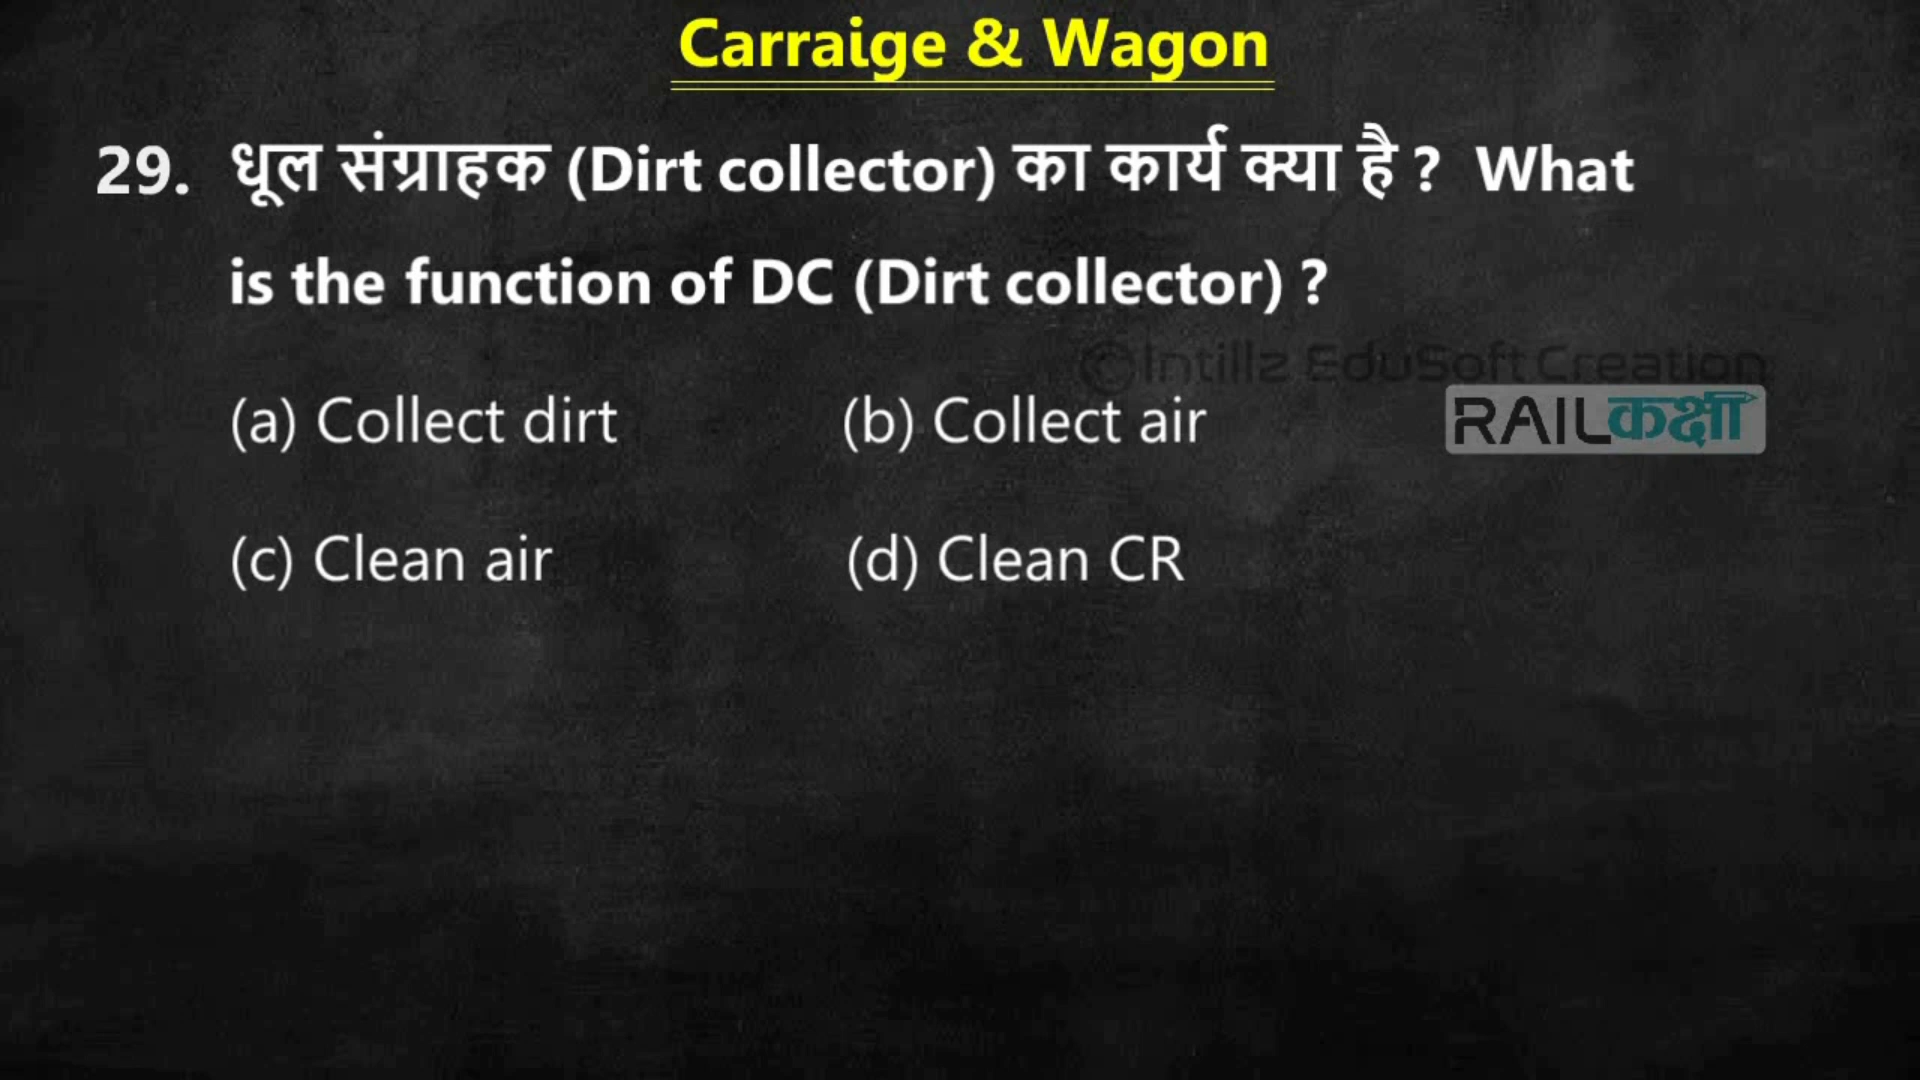 Carraige & Wagon
29. धूल संग्राहक (Dirt collector) का कार्य क्या है ? What
is the function of DC (Dirt collector) ?
©Intillz EduSoft Creation
(a) Collect dirt (b) Collect air RAILकक्षा
(c) Clean air (d) Clean CR